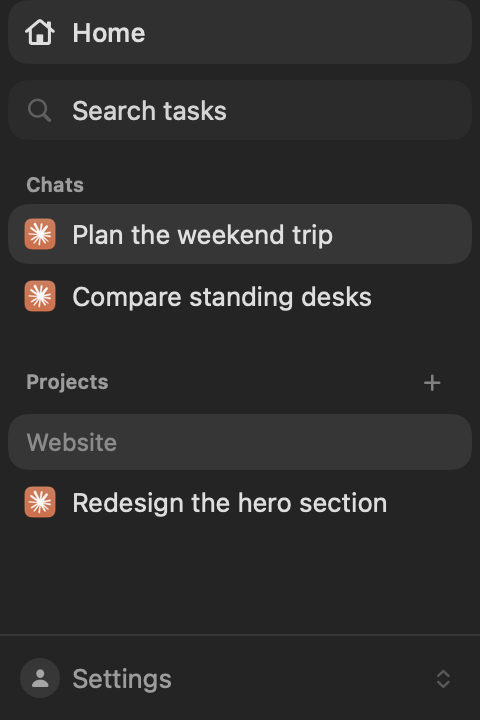 Home
Search tasks
Chats
Plan the weekend trip
Compare standing desks
Projects
Website
Redesign the hero section
Settings